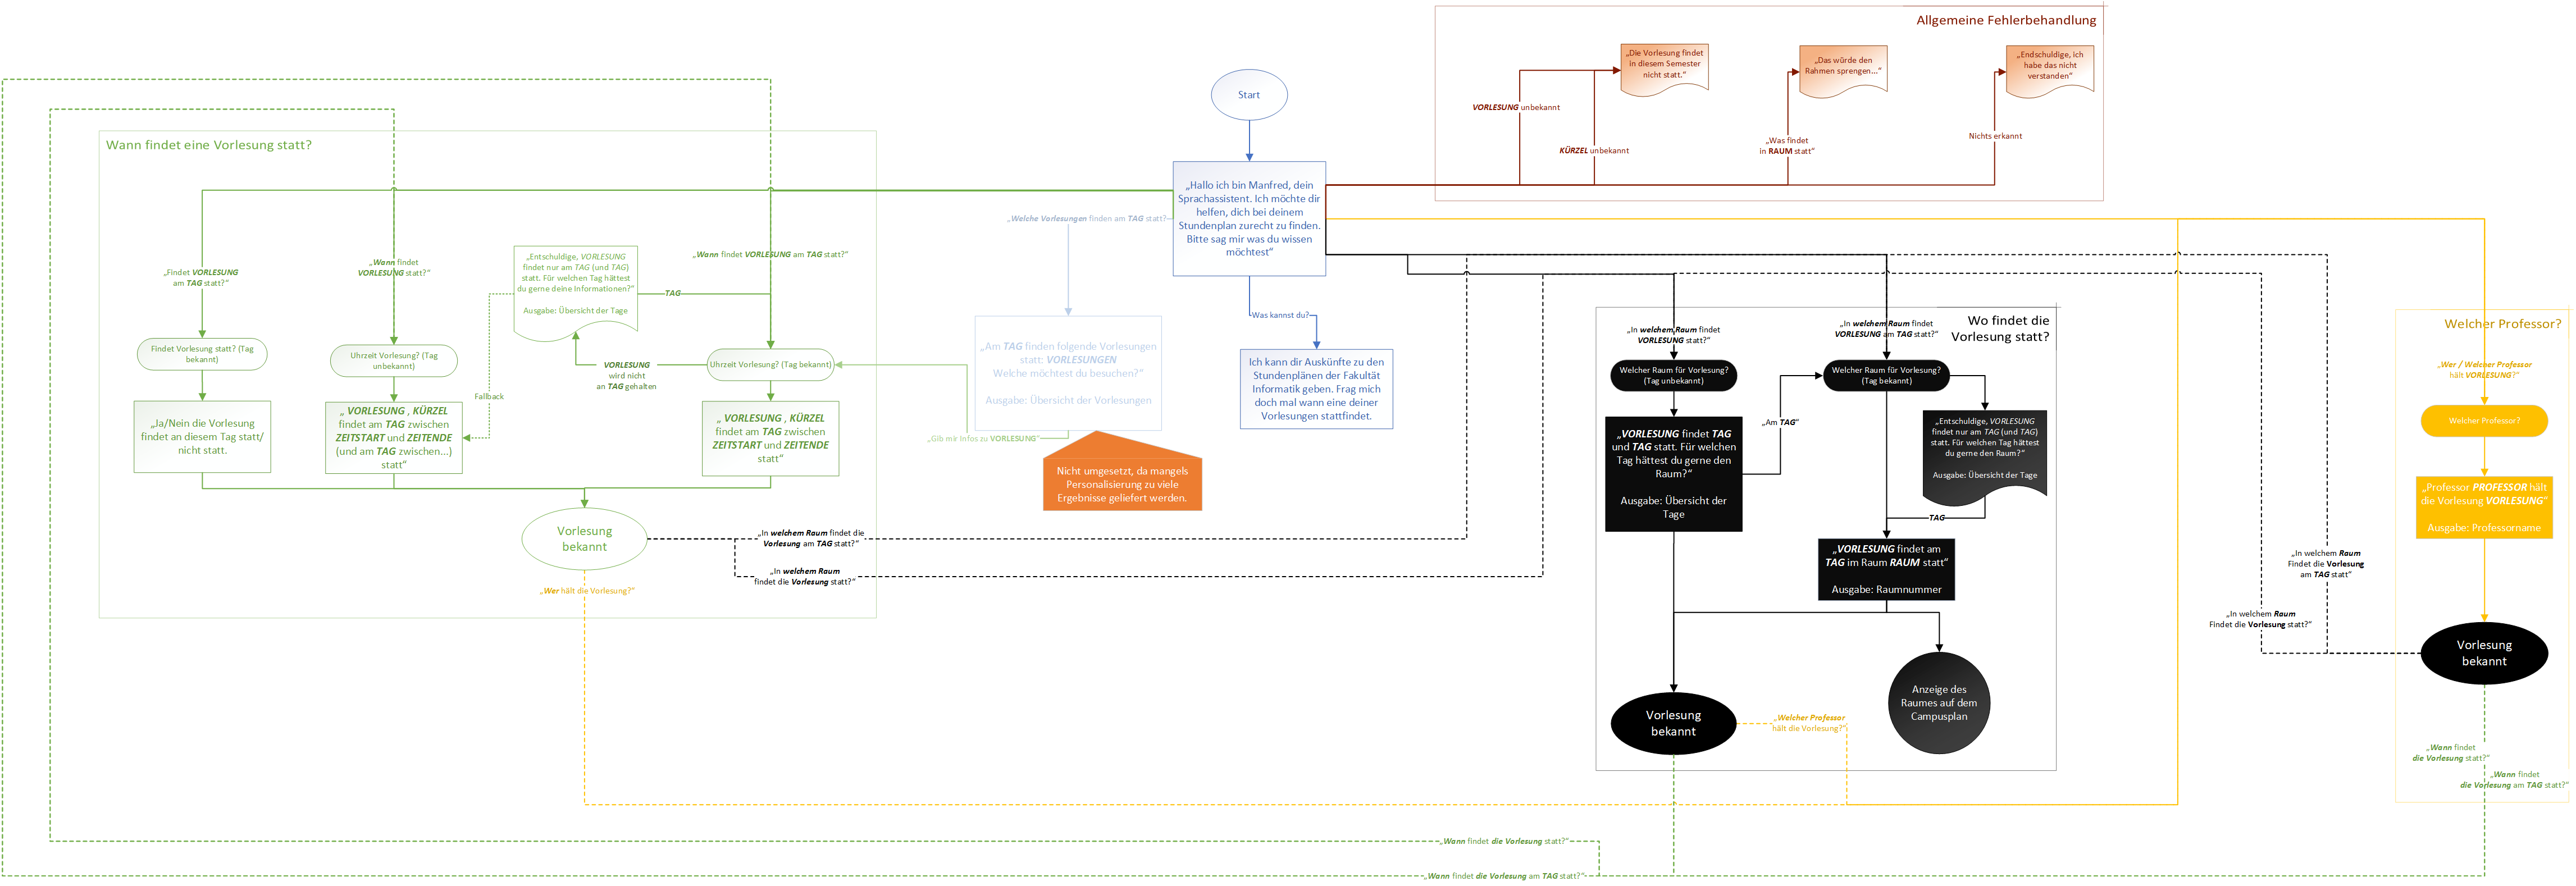 Allgemeine Fehlerbehandlung
„Die Vorlesung findet
in diesem Semester
nicht statt.“
„Das würde den
Rahmen sprengen...“
„Endschuldige, ich
habe das nicht
verstanden“
VORLESUNG unbekannt
KÜRZEL unbekannt
„Was findet
in RAUM statt“
Nichts erkannt
Start
„Hallo ich bin Manfred, dein
Sprachassistent. Ich möchte dir
helfen, dich bei deinem
Stundenplan zurecht zu finden.
Bitte sag mir was du wissen
möchtest“
Was kannst du?
Ich kann dir Auskünfte zu den
Stundenplänen der Fakultät
Informatik geben. Frag mich
doch mal wann eine deiner
Vorlesungen stattfindet.
„Welche Vorlesungen finden am TAG statt?
„Am TAG finden folgende Vorlesungen
statt: VORLESUNGEN
Welche möchtest du besuchen?“
Ausgabe: Übersicht der Vorlesungen
„Gib mir Infos zu VORLESUNG“
Nicht umgesetzt, da mangels
Personalisierung zu viele
Ergebnisse geliefert werden.
Wann findet eine Vorlesung statt?
„Findet VORLESUNG
am TAG statt?“
„Wann findet
VORLESUNG statt?“
„Entschuldige, VORLESUNG
findet nur am TAG (und TAG)
statt. Für welchen Tag hättest
du gerne deine Informationen?“
Ausgabe: Übersicht der Tage
„Wann findet VORLESUNG am TAG statt?“
TAG
Findet Vorlesung statt? (Tag
bekannt)
Uhrzeit Vorlesung? (Tag
unbekannt)
VORLESUNG
wird nicht
an TAG gehalten
Uhrzeit Vorlesung? (Tag bekannt)
Fallback
„Ja/Nein die Vorlesung
findet an diesem Tag statt/
nicht statt.
„ VORLESUNG , KÜRZEL
findet am TAG zwischen
ZEITSTART und ZEITENDE
(und am TAG zwischen...)
statt“
„ VORLESUNG , KÜRZEL
findet am TAG zwischen
ZEITSTART und ZEITENDE
statt“
Vorlesung
bekannt
„In welchem Raum findet die
Vorlesung am TAG statt?“
„In welchem Raum
findet die Vorlesung statt?“
„Wer hält die Vorlesung?“
Wo findet die
Vorlesung statt?
„In welchem Raum findet
VORLESUNG statt?“
„In welchem Raum findet
VORLESUNG am TAG statt?“
Welcher Raum für Vorlesung?
(Tag unbekannt)
Welcher Raum für Vorlesung?
(Tag bekannt)
„VORLESUNG findet TAG
und TAG statt. Für welchen
Tag hättest du gerne den
Raum?“
Ausgabe: Übersicht der
Tage
„Am TAG“
„Entschuldige, VORLESUNG
findet nur am TAG (und TAG)
statt. Für welchen Tag hättest
du gerne den Raum?“
Ausgabe: Übersicht der Tage
TAG
„VORLESUNG findet am
TAG im Raum RAUM statt“
Ausgabe: Raumnummer
Vorlesung
bekannt
Anzeige des
Raumes auf dem
Campusplan
„Welcher Professor
hält die Vorlesung?“
Welcher Professor?
„Wer / Welcher Professor
hält VORLESUNG?“
Welcher Professor?
„Professor PROFESSOR hält
die Vorlesung VORLESUNG“
Ausgabe: Professorname
„In welchem Raum
Findet die Vorlesung
am TAG statt“
„In welchem Raum
Findet die Vorlesung statt?“
Vorlesung
bekannt
„Wann findet
die Vorlesung statt?“
„Wann findet
die Vorlesung am TAG statt?“
„Wann findet die Vorlesung statt?“
„Wann findet die Vorlesung am TAG statt?“